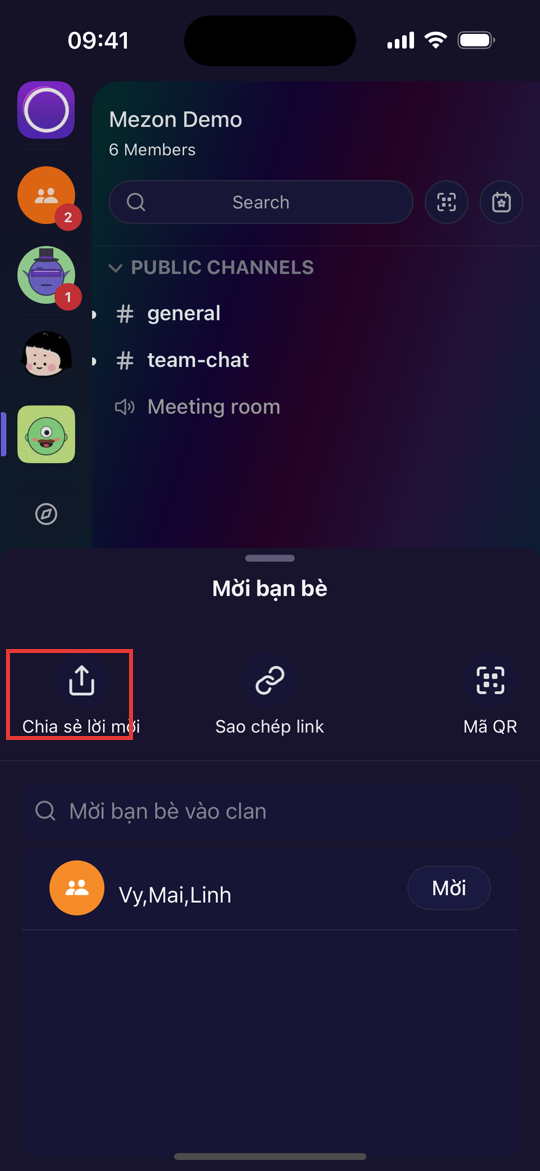 09:41
Mezon Demo
6 Members
Search
2
1
PUBLIC CHANNELS
# general
# team-chat
Meeting room
Mời bạn bè
Chia sẻ lời mời
Sao chép link
Mã QR
Mời bạn bè vào clan
Vy,Mai,Linh
Mời